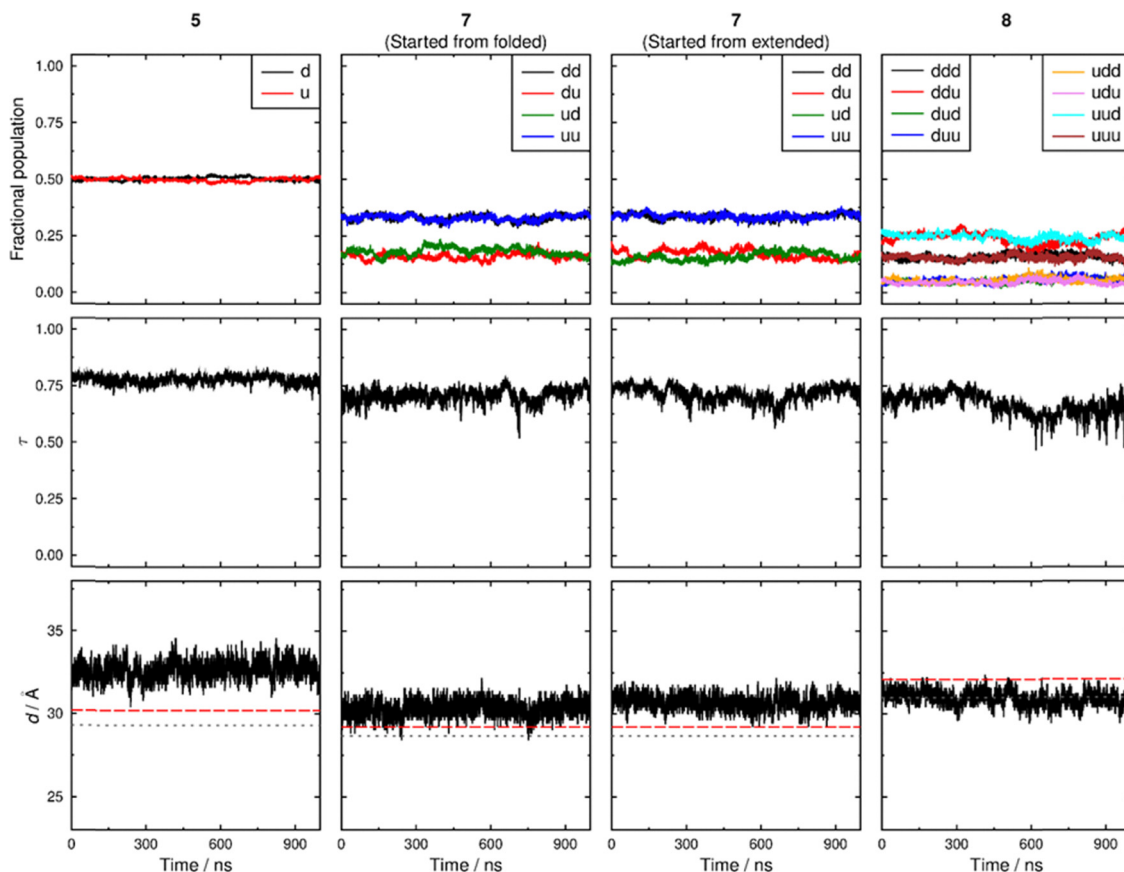 5 7 7 8
(Started from folded) (Started from extended)
1.00 0.75 0.50 0.25 0.00
Fractional population
d
u
dd
du
ud
uu
dd
du
ud
uu
ddd
ddu
dud
duu
udd
udu
uud
uuu
1.00 0.75 0.50 0.25 0.00
τ
35 30 25
d / Å
0 300 600 900 0 300 600 900 0 300 600 900 0 300 600 900
Time / ns Time / ns Time / ns Time / ns